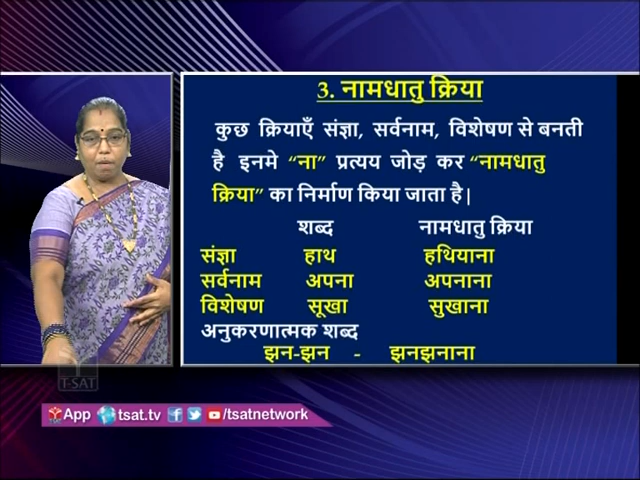 3. नामधातु क्रिया
कुछ क्रियाएँ संज्ञा, सर्वनाम, विशेषण से बनती
है इनमे “ना” प्रत्यय जोड़ कर “नामधातु
क्रिया” का निर्माण किया जाता है|
शब्द नामधातु क्रिया
संज्ञा हाथ हथियाना
सर्वनाम अपना अपनाना
विशेषण सूखा सुखाना
अनुकरणात्मक शब्द
झन-झन - झनझनाना
T-SAT
App tsat.tv /tsatnetwork